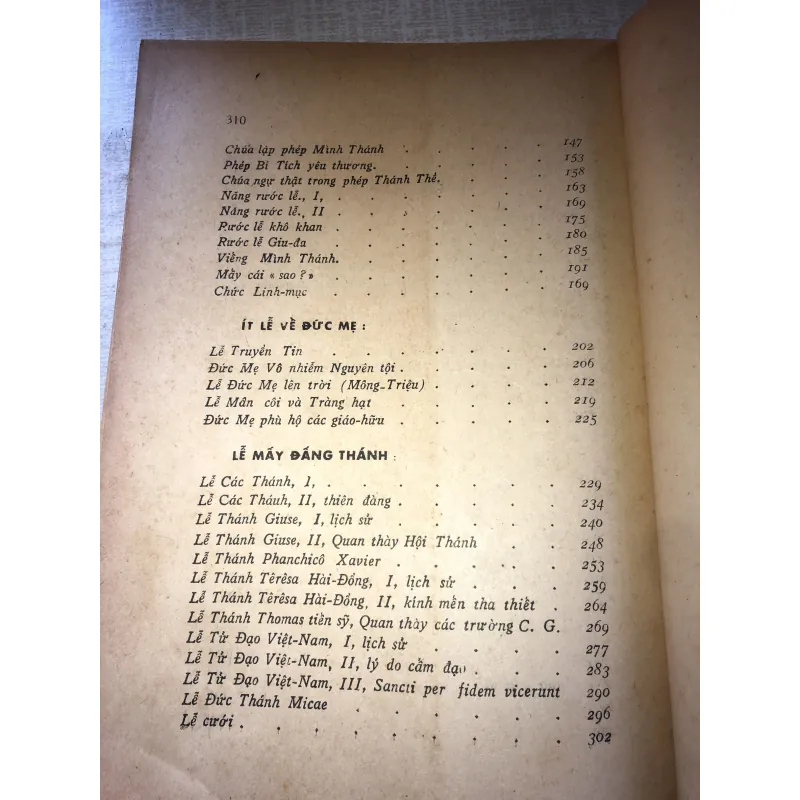 310
Chúa lập phép Mình Thánh . . . . . 147
Phép Bí Tích yêu thương. . . . . . 153
Chúa ngự thật trong phép Thánh Thể. . . . . 158
Năng rước lễ., I, . . . . . . 163
Năng rước lễ., II . . . . . . 169
Rước lễ khô khan . . . . . . 175
Rước lễ Giu-đa . . . . . . 180
Viếng Mình Thánh. . . . . . . 185
Mấy cái « sao ? » . . . . . . 191
Chức Linh-mục . . . . . . 169
ÍT LỄ VỀ ĐỨC MẸ :
Lễ Truyền Tin . . . . . . 202
Đức Mẹ Vô nhiễm Nguyên tội . . . . . 206
Lễ Đức Mẹ lên trời (Mông-Triệu) . . . . 212
Lễ Mân côi và Tràng hạt . . . . . 219
Đức Mẹ phù hộ các giáo-hữu . . . . . 225
LỄ MẤY ĐẤNG THÁNH :
Lễ Các Thánh, I, . . . . . . . 229
Lễ Các Tháuh, II, thiên đàng . . . . . 234
Lễ Thánh Giuse, I, lịch sử . . . . . 240
Lễ Thánh Giuse, II, Quan thày Hội Thánh . . 248
Lễ Thánh Phanchicô Xavier . . . . . 253
Lễ Thánh Têrêsa Hài-Đồng, I, lịch sử . . . 259
Lễ Thánh Têrêsa Hài-Đồng, II, kính mến tha thiết . 264
Lễ Thánh Thomas tiến sỹ, Quan thày các trường C. G. 269
Lễ Tử Đạo Việt-Nam, I, lịch sử . . . . 277
Lễ Tử Đạo Việt-Nam, II, lý do cấm đạo . . . 283
Lễ Tử Đạo Việt-Nam, III, Sancti per fidem vicerunt 290
Lễ Đức Thánh Micae . . . . . . 296
Lễ cưới . . . . . . . . 302